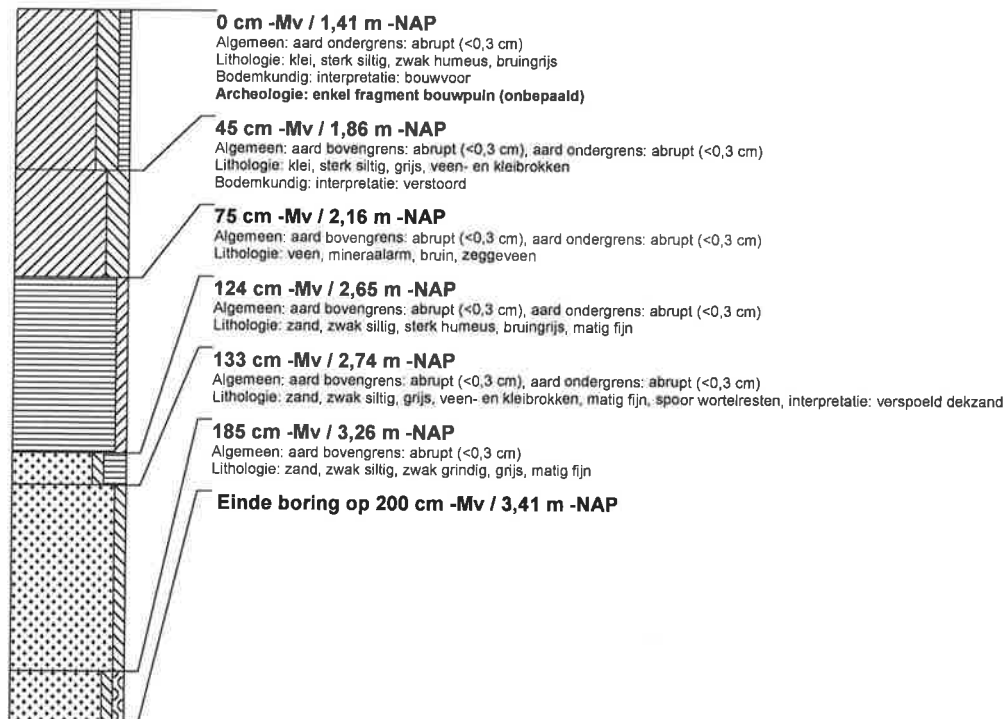 0 cm -Mv / 1,41 m -NAP
Algemeen: aard ondergrens: abrupt (<0,3 cm)
Lithologie: klei, sterk siltig, zwak humeus, bruingrijs
Bodemkundig: interpretatie: bouwvoor
Archeologie: enkel fragment bouwpuin (onbepaald)
45 cm -Mv / 1,86 m -NAP
Algemeen: aard bovengrens: abrupt (<0,3 cm), aard ondergrens: abrupt (<0,3 cm)
Lithologie: klei, sterk siltig, grijs, veen- en kleibrokken
Bodemkundig: interpretatie: verstoord
75 cm -Mv / 2,16 m -NAP
Algemeen: aard bovengrens: abrupt (<0,3 cm), aard ondergrens: abrupt (<0,3 cm)
Lithologie: veen, mineraalarm, bruin, zeggeveen
124 cm -Mv / 2,65 m -NAP
Algemeen: aard bovengrens: abrupt (<0,3 cm), aard ondergrens: abrupt (<0,3 cm)
Lithologie: zand, zwak siltig, sterk humeus, bruingrijs, matig fijn
133 cm -Mv / 2,74 m -NAP
Algemeen: aard bovengrens: abrupt (<0,3 cm), aard ondergrens: abrupt (<0,3 cm)
Lithologie: zand, zwak siltig, grijs, veen- en kleibrokken, matig fijn, spoor wortelresten, interpretatie: verspoeld dekzand
185 cm -Mv / 3,26 m -NAP
Algemeen: aard bovengrens: abrupt (<0,3 cm)
Lithologie: zand, zwak siltig, zwak grindig, grijs, matig fijn
Einde boring op 200 cm -Mv / 3,41 m -NAP